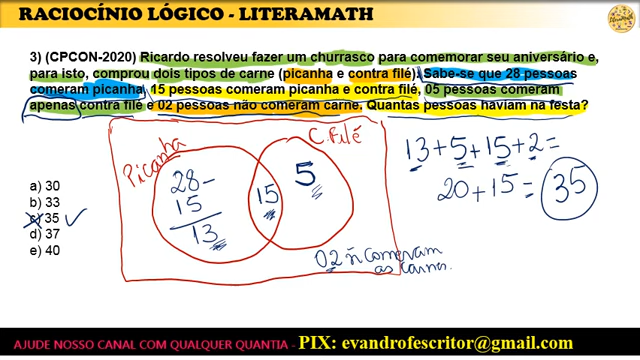 RACIOCÍNIO LÓGICO - LITERAMATH
3) (CPCON-2020) Ricardo resolveu fazer um churrasco para comemorar seu aniversário e,
para isto, comprou dois tipos de carne (picanha e contra filé). Sabe-se que 28 pessoas
comeram picanha, 15 pessoas comeram picanha e contra filé, 05 pessoas comeram
apenas contra filé e 02 pessoas não comeram carne. Quantas pessoas haviam na festa?
a) 30
b) 33
c) 35
d) 37
e) 40
Picanha
C. Filé
28-
15
13
15
5
02 ñ comeram
as carnes.
13+5+15+2=
20+15=35
AJUDE NOSSO CANAL COM QUALQUER QUANTIA - PIX: evandrofescritor@gmail.com